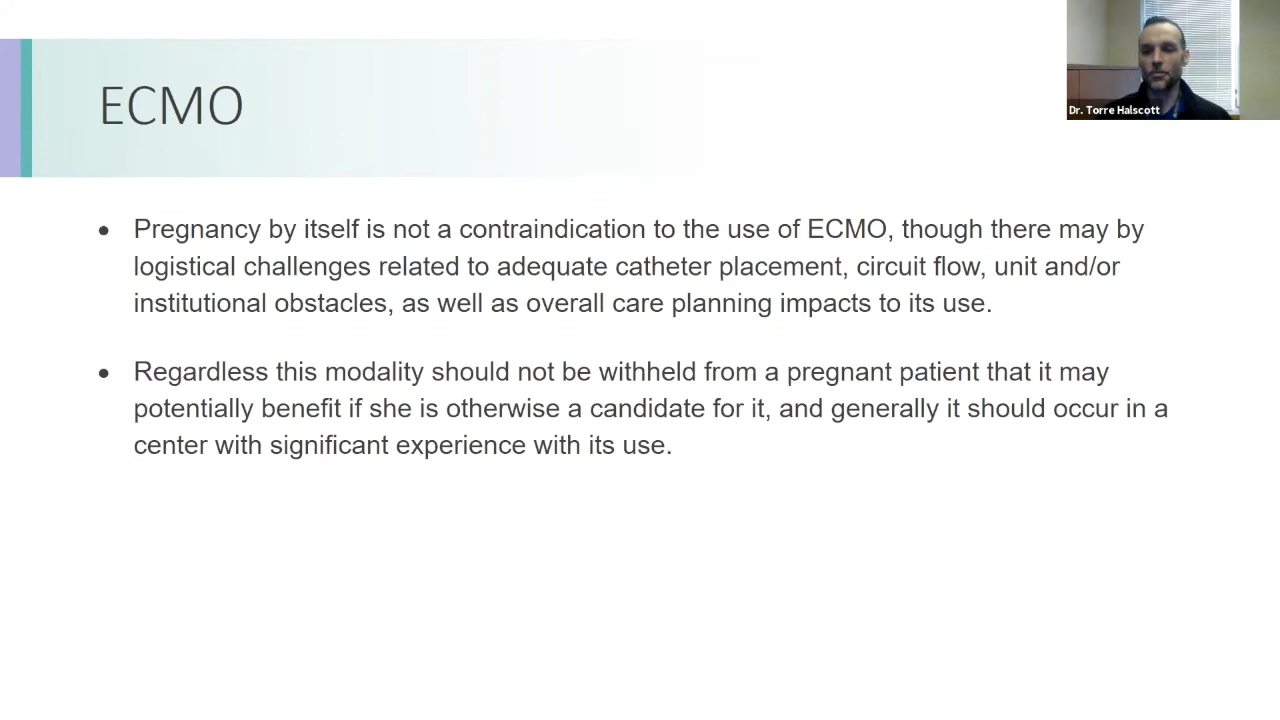 ECMO
Dr. Torre Halscott
• Pregnancy by itself is not a contraindication to the use of ECMO, though there may by
logistical challenges related to adequate catheter placement, circuit flow, unit and/or
institutional obstacles, as well as overall care planning impacts to its use.
• Regardless this modality should not be withheld from a pregnant patient that it may
potentially benefit if she is otherwise a candidate for it, and generally it should occur in a
center with significant experience with its use.